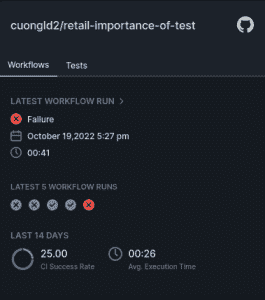 cuongld2/retail-importance-of-test
Workflows Tests
LATEST WORKFLOW RUN >
Failure
October 19,2022 5:27 pm
00:41
LATEST 5 WORKFLOW RUNS
LAST 14 DAYS
25.00 00:26
CI Success Rate Avg. Execution Time